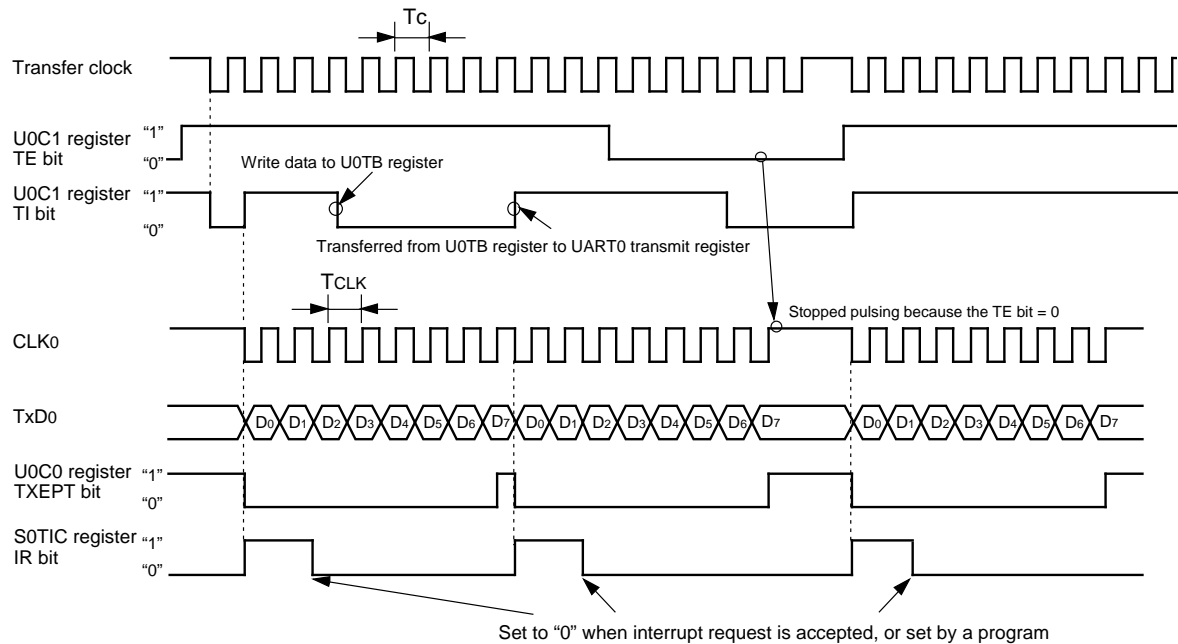 TC
Transfer clock
U0C1 register
TE bit
“1”
“0”
Write data to U0TB register
U0C1 register
TI bit
“1”
“0”
Transferred from U0TB register to UART0 transmit register
TCLK
Stopped pulsing because the TE bit = 0
CLK0
TxD0
D0 D1 D2 D3 D4 D5 D6 D7 D0 D1 D2 D3 D4 D5 D6 D7 D0 D1 D2 D3 D4 D5 D6 D7
U0C0 register
TXEPT bit
“1”
“0”
S0TIC register
IR bit
“1”
“0”
Set to “0” when interrupt request is accepted, or set by a program